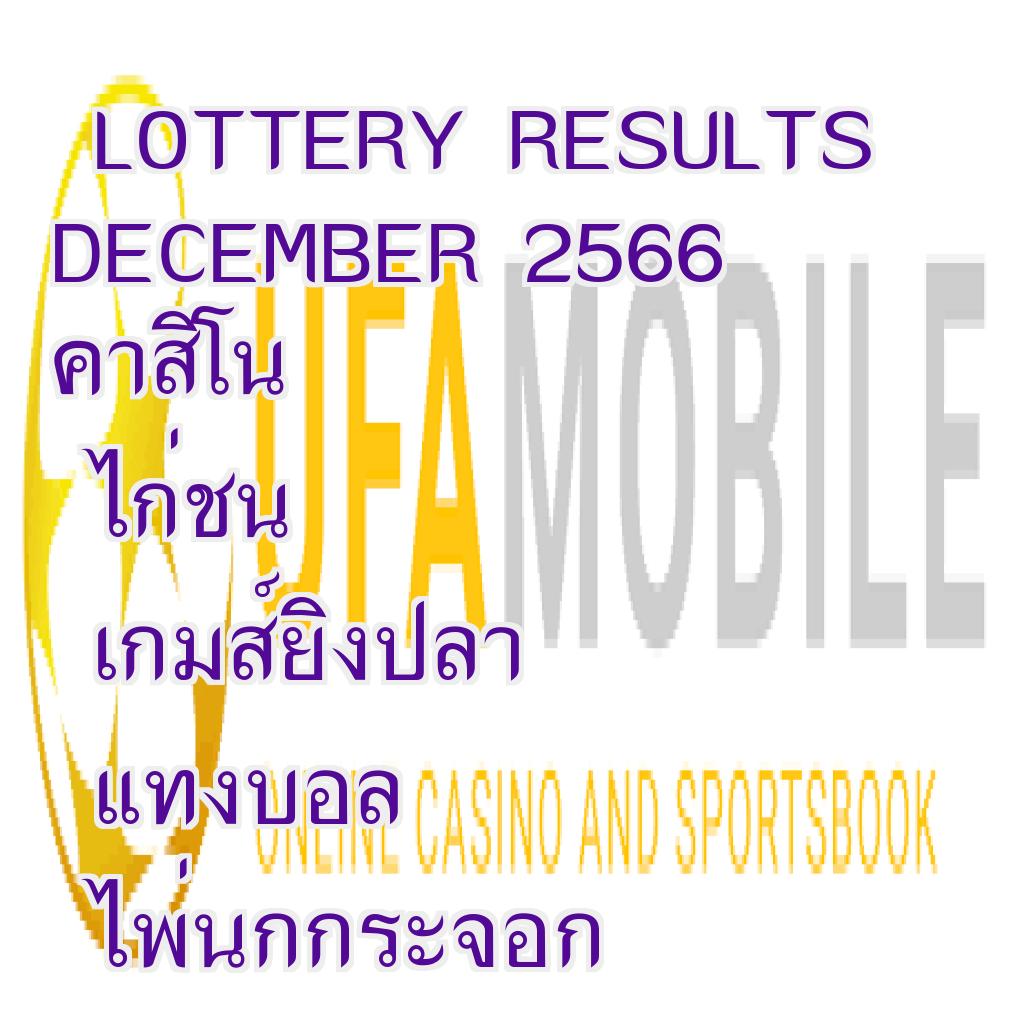 LOTTERY RESULTS
DECEMBER 2566
คาสิโน
ไก่ชน
UFAMOBILE
เกมส์ยิงปลา
แทงบอล
ONLINE CASINO AND SPORTSBOOK
ไพ่นกกระจอก